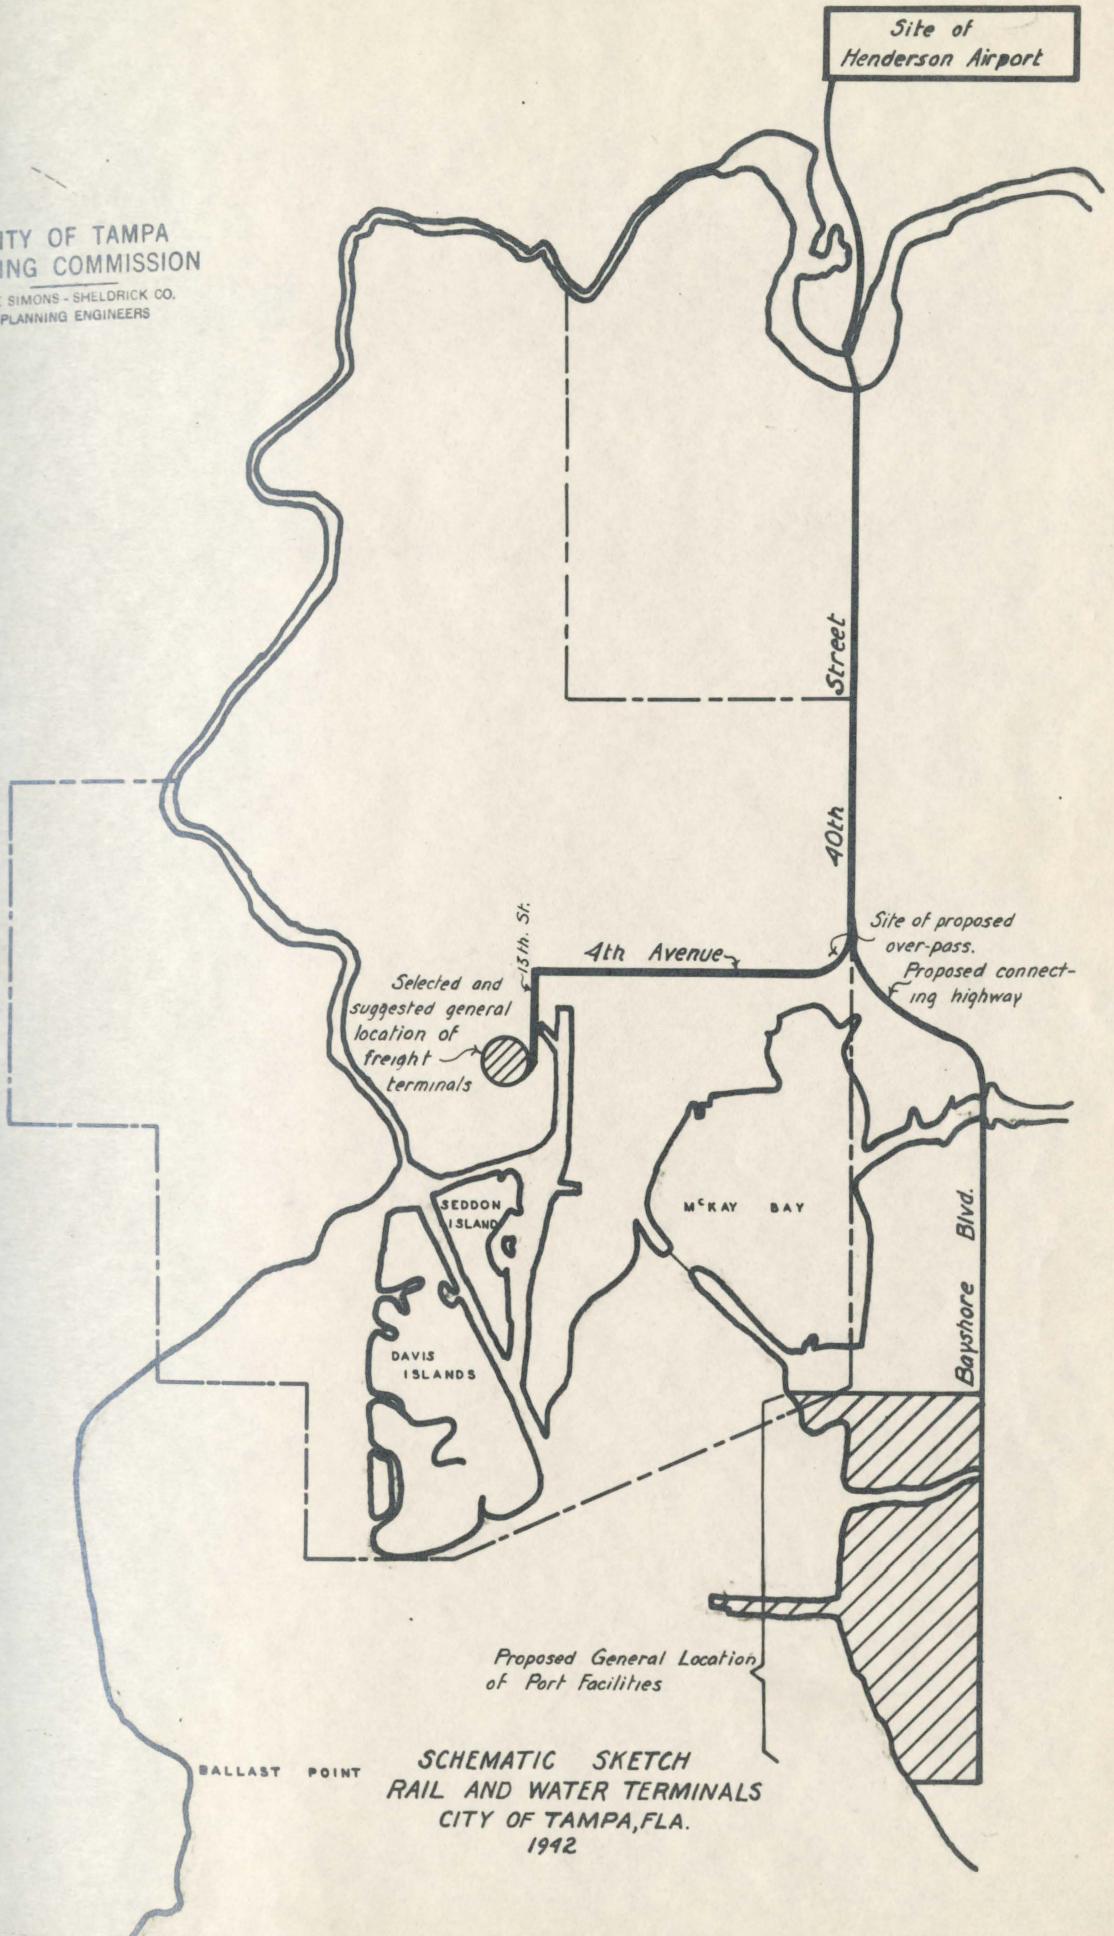 Site of
Henderson Airport
ITY OF TAMPA
ING COMMISSION
SIMONS - SHELDRICK CO.
PLANNING ENGINEERS
Street
40th
13th. St.
4th Avenue
Site of proposed
over-pass.
Proposed connect-
ing highway
Selected and
suggested general
location of
freight
terminals
SEDDON
ISLAND
McKAY BAY
Bayshore Blvd.
DAVIS
ISLANDS
Proposed General Location
of Port Facilities
BALLAST POINT
SCHEMATIC SKETCH
RAIL AND WATER TERMINALS
CITY OF TAMPA, FLA.
1942